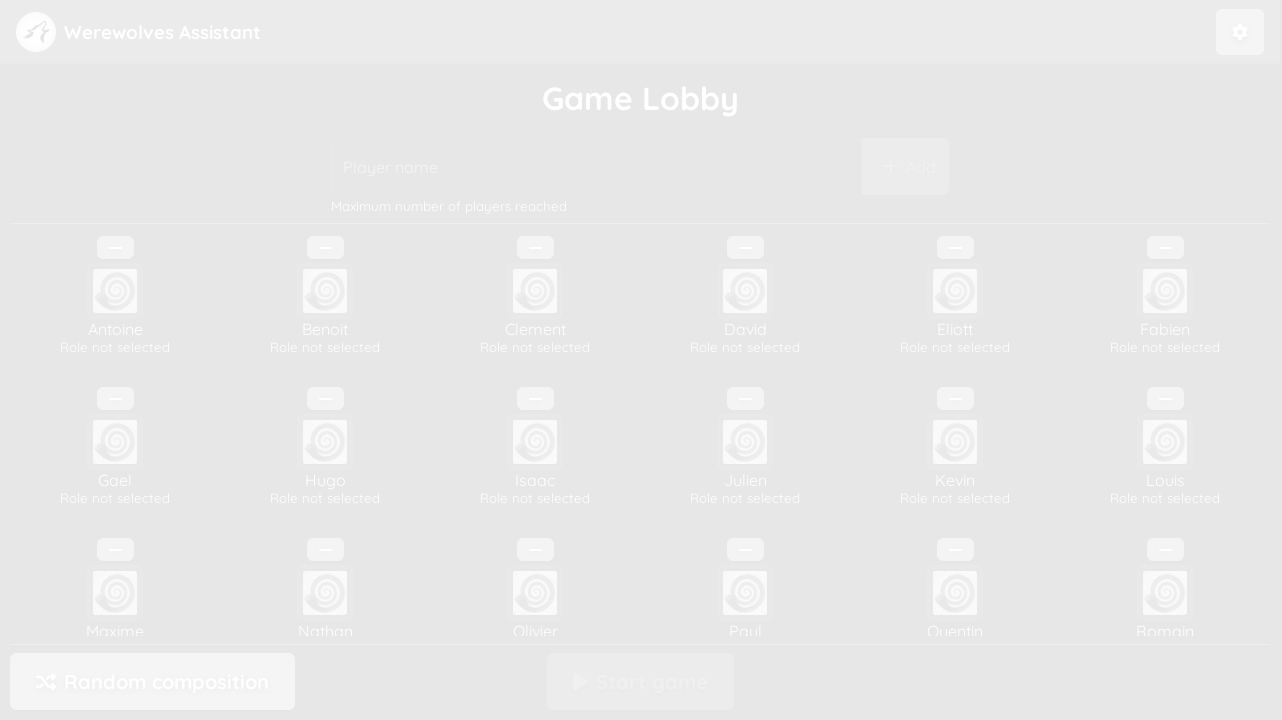 Werewolves Assistant
Game Lobby
Player name
Add
Maximum number of players reached
Antoine
Role not selected
Benoit
Role not selected
Clement
Role not selected
David
Role not selected
Eliott
Role not selected
Fabien
Role not selected
Gael
Role not selected
Hugo
Role not selected
Isaac
Role not selected
Julien
Role not selected
Kevin
Role not selected
Louis
Role not selected
Maxime
Nathan
Olivier
Paul
Quentin
Romain
Random composition
Start game